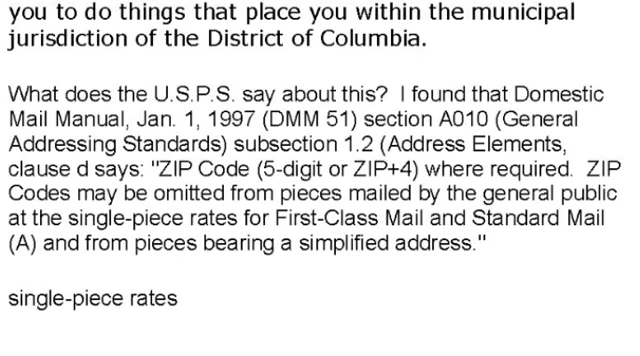 you to do things that place you within the municipal
jurisdiction of the District of Columbia.
What does the U.S.P.S. say about this?  I found that Domestic
Mail Manual, Jan. 1, 1997 (DMM 51) section A010 (General
Addressing Standards) subsection 1.2 (Address Elements,
clause d says: "ZIP Code (5-digit or ZIP+4) where required.  ZIP
Codes may be omitted from pieces mailed by the general public
at the single-piece rates for First-Class Mail and Standard Mail
(A) and from pieces bearing a simplified address."
single-piece rates